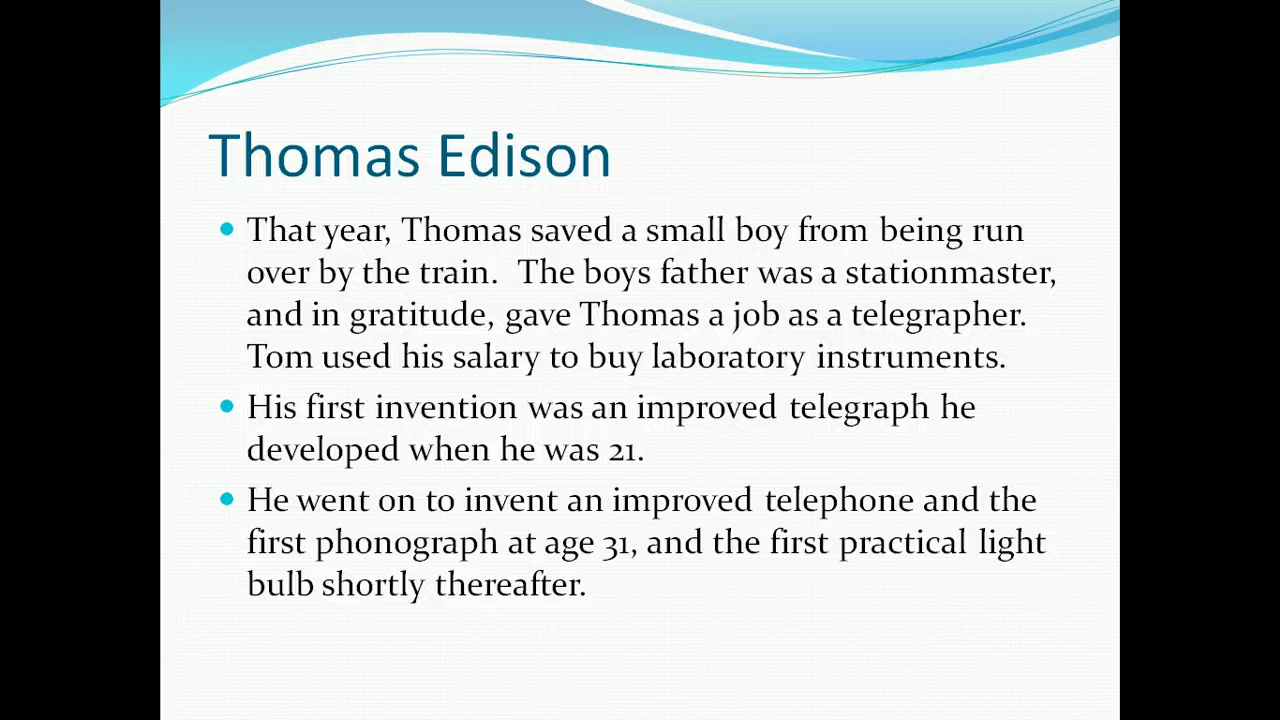 Thomas Edison
• That year, Thomas saved a small boy from being run
over by the train.  The boys father was a stationmaster,
and in gratitude, gave Thomas a job as a telegrapher.
Tom used his salary to buy laboratory instruments.
• His first invention was an improved telegraph he
developed when he was 21.
• He went on to invent an improved telephone and the
first phonograph at age 31, and the first practical light
bulb shortly thereafter.